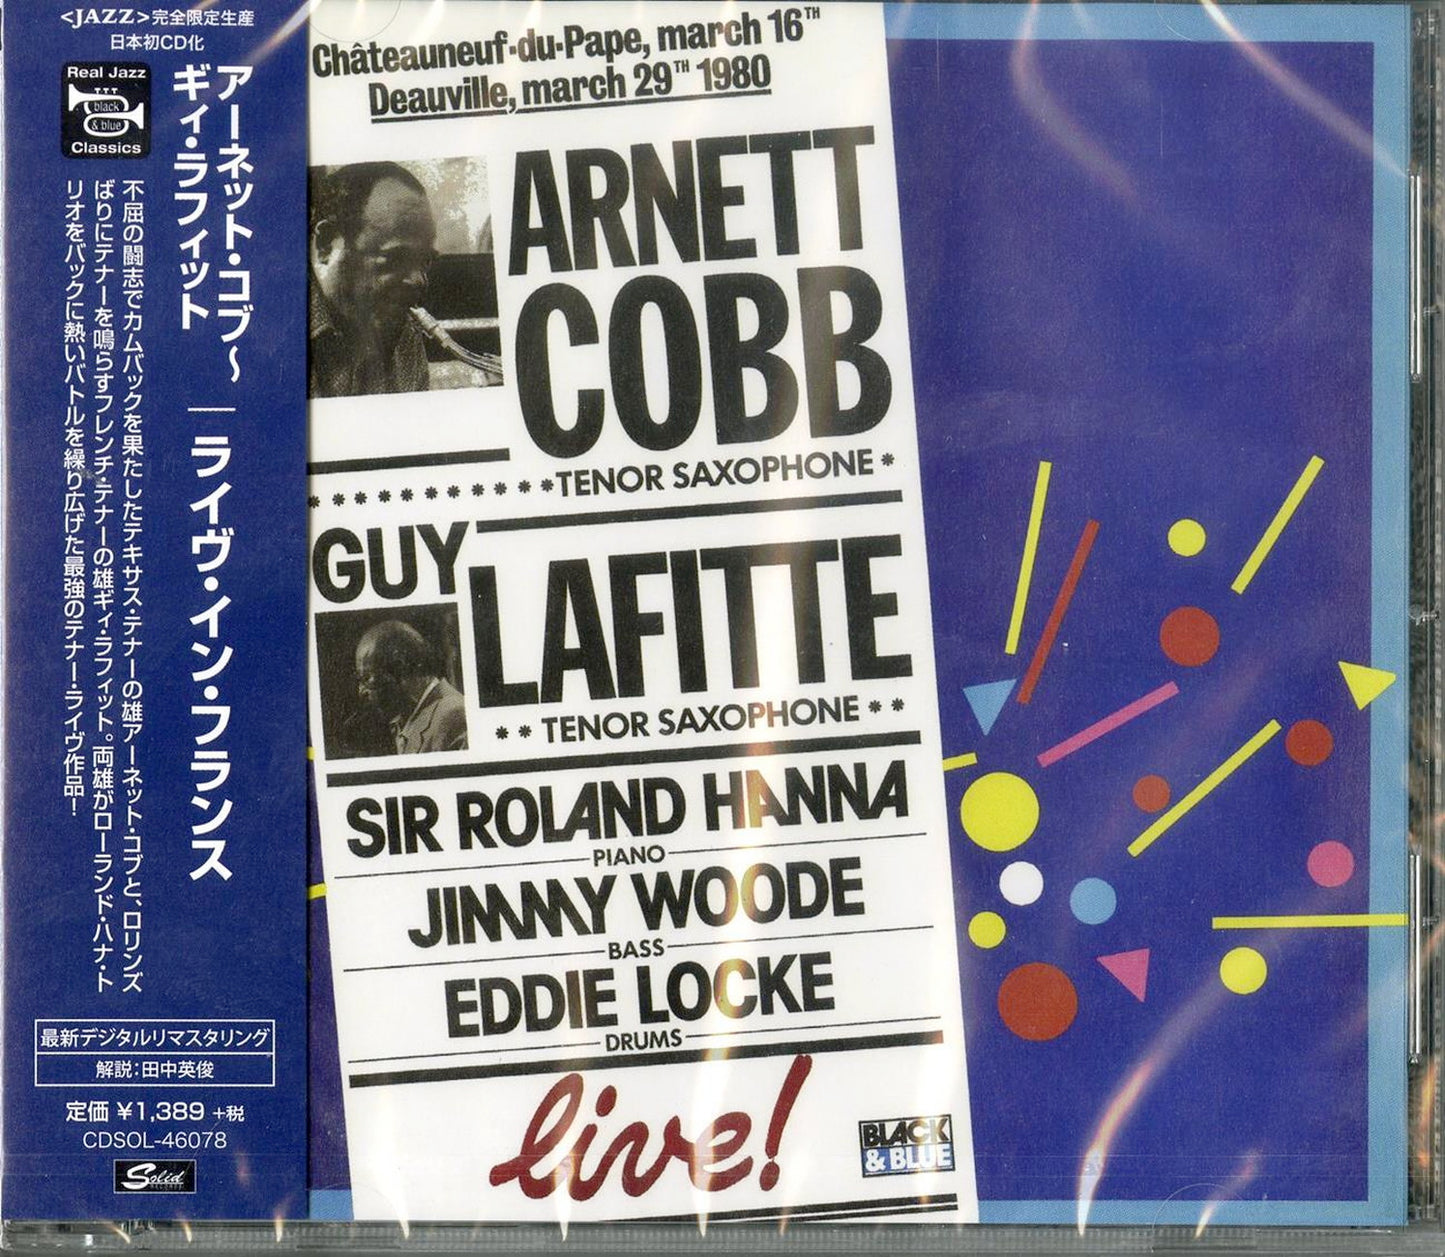 <JAZZ>完全限定生産
日本初CD化
Real Jazz
black
& blue
Classics
アーネット・コブ〜
ギィ・ラフィット
ライヴ・イン・フランス
不屈の闘志でカムバックを果たしたテキサス・テナーの雄アーネット・コブと、ロリンズ
ばりにテナーを鳴らすフレンチ・テナーの雄ギィ・ラフィット。両雄がローランド・ハナ・ト
リオをバックに熱いバトルを繰り広げた最強のテナー・ライヴ作品!
最新デジタルリマスタリング
解説:田中英俊
定価 ¥1,389 +税
CDSOL-46078
Solid
RECORDS
Châteauneuf·du·Pape, march 16TH
Deauville, march 29TH 1980
ARNETT
COBB
**********TENOR SAXOPHONE*
GUY
LAFITTE
**TENOR SAXOPHONE**
SIR ROLAND HANNA
PIANO
JIMMY WOODE
BASS
EDDIE LOCKE
DRUMS
live!
BLACK
& BLUE